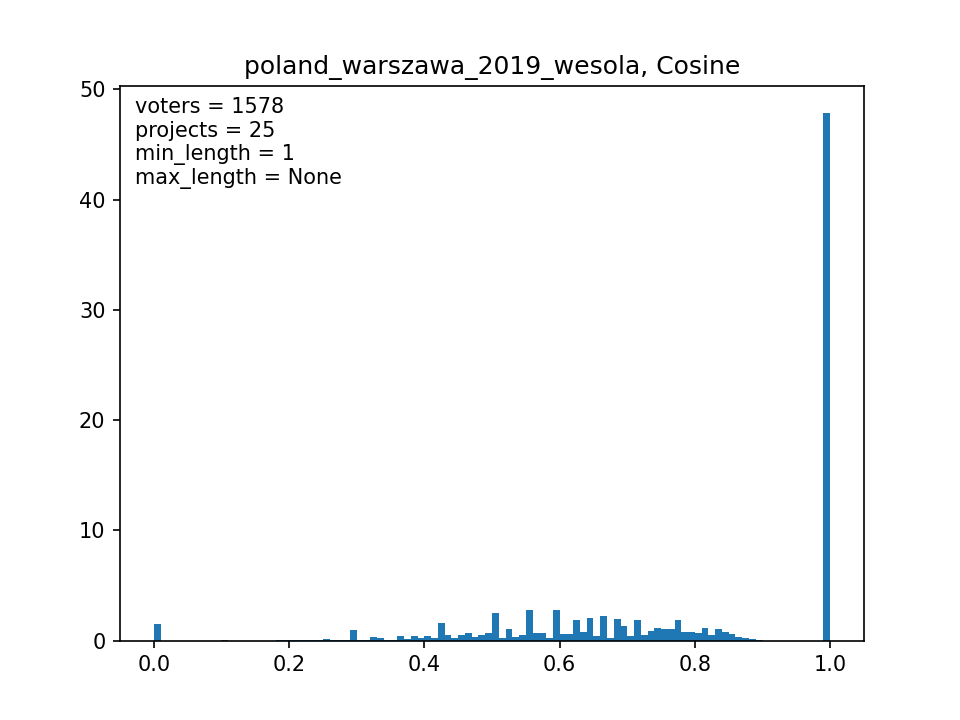 poland_warszawa_2019_wesola, Cosine
voters = 1578
projects = 25
min_length = 1
max_length = None
50
40
30
20
10
0
0.0 0.2 0.4 0.6 0.8 1.0